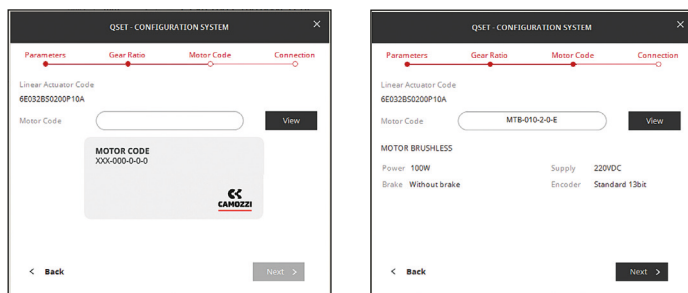 QSET - CONFIGURATION SYSTEM ×
Parameters Gear Ratio Motor Code Connection
Linear Actuator Code
6E032BS0200P10A
Motor Code View
MOTOR CODE
XXX-000-0-0-0
CAMOZZI
< Back Next >
QSET - CONFIGURATION SYSTEM ×
Parameters Gear Ratio Motor Code Connection
Linear Actuator Code
6E032BS0200P10A
Motor Code MTB-010-2-0-E View
MOTOR BRUSHLESS
Power 100W Supply 220VDC
Brake Without brake Encoder Standard 13bit
< Back Next >